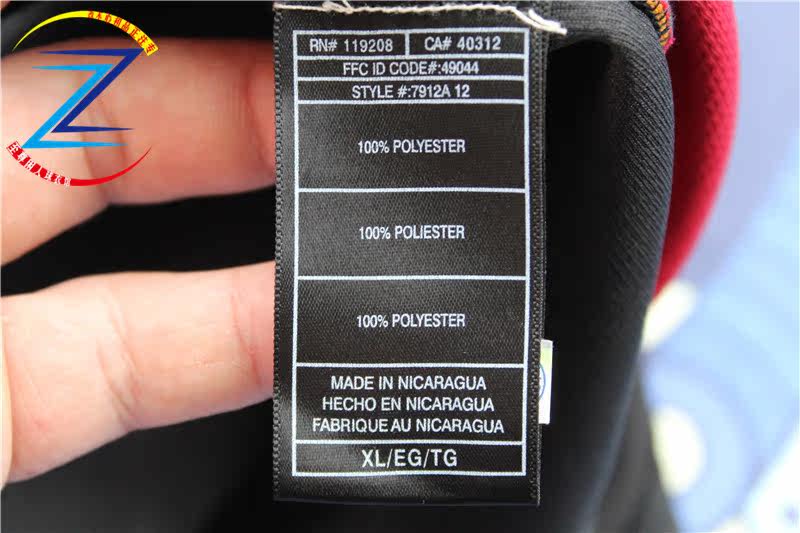 RN# 119208 CA# 40312
FFC ID CODE#:49044
STYLE #:7912A 12
100% POLYESTER
100% POLIESTER
100% POLYESTER
MADE IN NICARAGUA
HECHO EN NICARAGUA
FABRIQUE AU NICARAGUA
XL/EG/TG